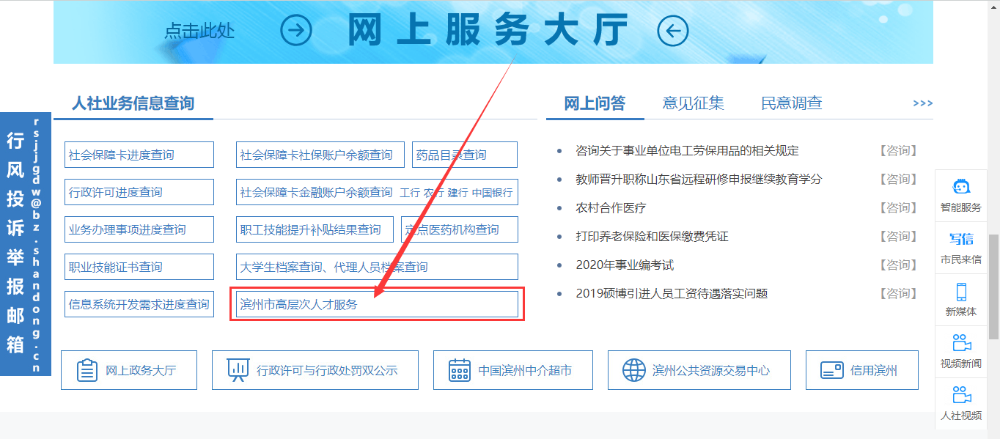 点击此处 网上服务大厅
人社业务信息查询
社会保障卡进度查询 社会保障卡社保账户余额查询 药品目录查询
行政许可进度查询 社会保障卡金融账户余额查询 工行 农行 建行 中国银行
业务办理事项进度查询 职工技能提升补贴结果查询 定点医药机构查询
职业技能证书查询 大学生档案查询、代理人员档案查询
信息系统开发需求进度查询 滨州市高层次人才服务
网上问答 意见征集 民意调查 >>>
咨询关于事业单位电工劳保用品的相关规定 【咨询】
教师晋升职称山东省远程研修申报继续教育学分 【咨询】
农村合作医疗 【咨询】
打印养老保险和医保缴费凭证 【咨询】
2020年事业编考试 【咨询】
2019硕博引进人员工资待遇落实问题 【咨询】
网上政务大厅 行政许可与行政处罚双公示 中国滨州中介超市 滨州公共资源交易中心 信用滨州
行风投诉举报邮箱
rsjjgdw@bz.shandong.cn
智能服务
写信
市民来信
新媒体
视频新闻
人社视频